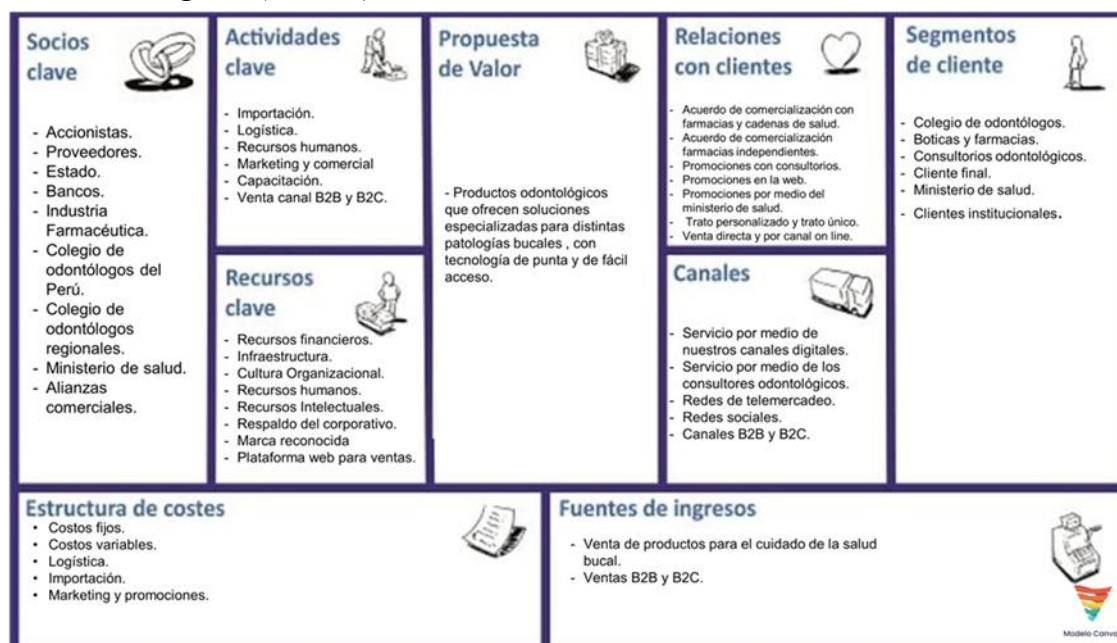 Socios
clave
- Accionistas.
- Proveedores.
- Estado.
- Bancos.
- Industria
Farmacéutica.
- Colegio de
odontólogos del
Perú.
- Colegio de
odontólogos
regionales.
- Ministerio de salud.
- Alianzas
comerciales.
Actividades
clave
- Importación.
- Logística.
- Recursos humanos.
- Marketing y comercial
- Capacitación.
- Venta canal B2B y B2C.
Recursos
clave
- Recursos financieros.
- Infraestructura.
- Cultura Organizacional.
- Recursos humanos.
- Recursos Intelectuales.
- Respaldo del corporativo.
- Marca reconocida
- Plataforma web para ventas.
Propuesta
de Valor
- Productos odontológicos
que ofrecen soluciones
especializadas para distintas
patologías bucales , con
tecnología de punta y de fácil
acceso.
Relaciones
con clientes
- Acuerdo de comercialización con
farmacias y cadenas de salud.
- Acuerdo de comercialización
farmacias independientes.
- Promociones con consultorios.
- Promociones en la web.
- Promociones por medio del
ministerio de salud.
- Trato personalizado y trato único.
- Venta directa y por canal on line.
Canales
- Servicio por medio de
nuestros canales digitales.
- Servicio por medio de los
consultores odontológicos.
- Redes de telemercadeo.
- Redes sociales.
- Canales B2B y B2C.
Segmentos
de cliente
- Colegio de odontólogos.
- Boticas y farmacias.
- Consultorios odontológicos.
- Cliente final.
- Ministerio de salud.
- Clientes institucionales.
Estructura de costes
• Costos fijos.
• Costos variables.
• Logística.
• Importación.
• Marketing y promociones.
Fuentes de ingresos
- Venta de productos para el cuidado de la salud
bucal.
- Ventas B2B y B2C.
Modelo Canva